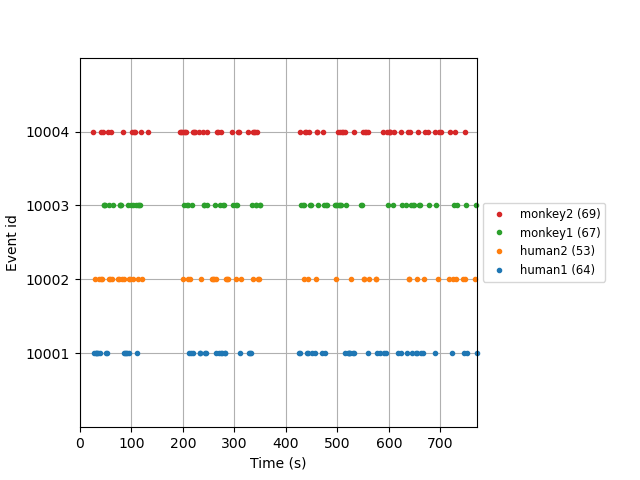 10004
10003
10002
10001
Event id
0 100 200 300 400 500 600 700
Time (s)
monkey2 (69)
monkey1 (67)
human2 (53)
human1 (64)